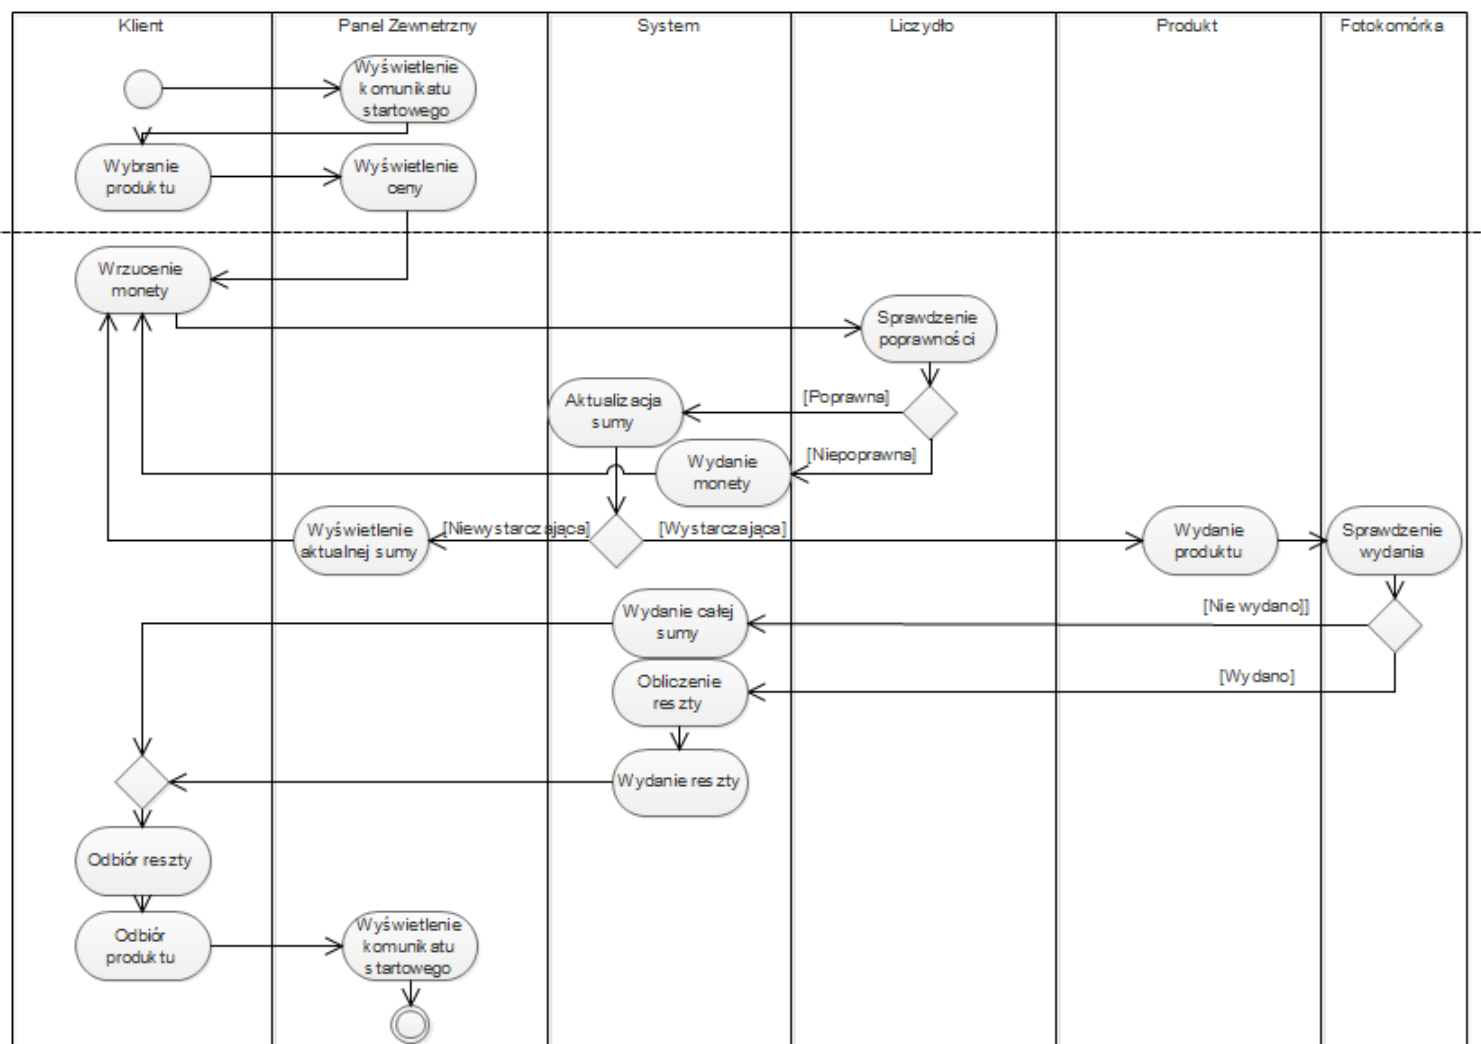 Klient
Panel Zewnetrzny
System
Liczydło
Produkt
Fotokomórka
Wyświetlenie
komunikatu
startowego
Wybranie
produktu
Wyświetlenie
ceny
Wrzucenie
monety
Sprawdzenie
poprawności
[Poprawna]
Aktualizacja
sumy
[Niepoprawna]
Wydanie
monety
Wyświetlenie
aktualnej sumy
[Niewystarczająca]
[Wystarczająca]
Wydanie
produktu
Sprawdzenie
wydania
[Nie wydano]]
Wydanie całej
sumy
[Wydano]
Obliczenie
reszty
Wydanie reszty
Odbiór reszty
Odbiór
produktu
Wyświetlenie
komunikatu
startowego